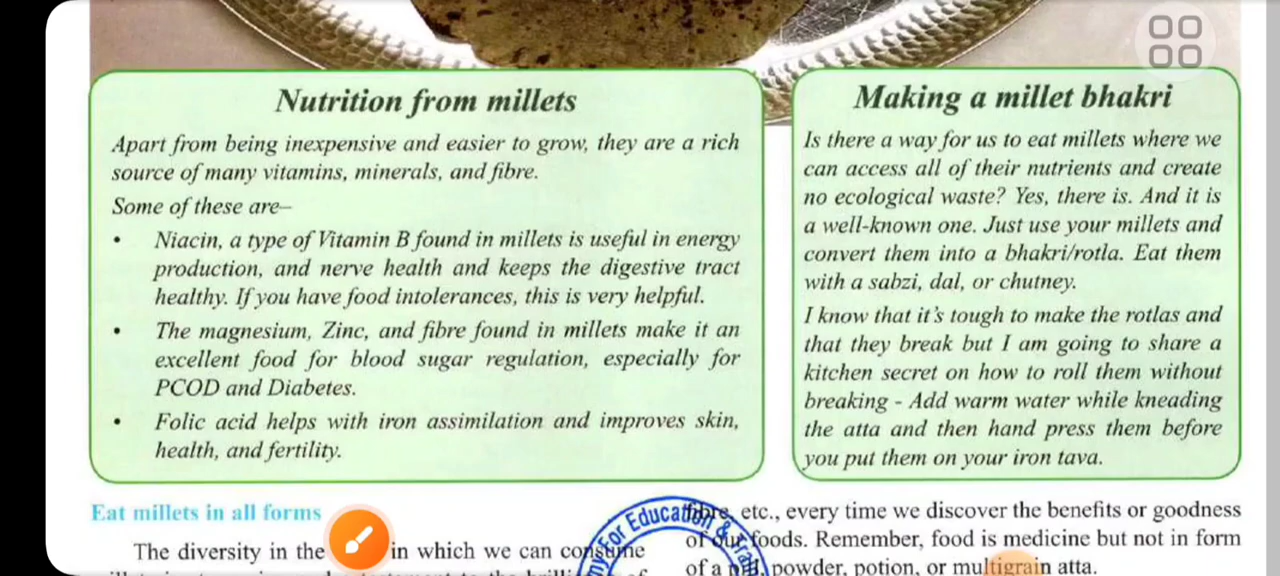 Nutrition from millets
Apart from being inexpensive and easier to grow, they are a rich
source of many vitamins, minerals, and fibre.
Some of these are–
• Niacin, a type of Vitamin B found in millets is useful in energy
production, and nerve health and keeps the digestive tract
healthy. If you have food intolerances, this is very helpful.
• The magnesium, Zinc, and fibre found in millets make it an
excellent food for blood sugar regulation, especially for
PCOD and Diabetes.
• Folic acid helps with iron assimilation and improves skin,
health, and fertility.
Making a millet bhakri
Is there a way for us to eat millets where we
can access all of their nutrients and create
no ecological waste? Yes, there is. And it is
a well-known one. Just use your millets and
convert them into a bhakri/rotla. Eat them
with a sabzi, dal, or chutney.
I know that it's tough to make the rotlas and
that they break but I am going to share a
kitchen secret on how to roll them without
breaking - Add warm water while kneading
the atta and then hand press them before
you put them on your iron tava.
Eat millets in all forms
The diversity in the in which we can consume
fibre, etc., every time we discover the benefits or goodness
of our foods. Remember, food is medicine but not in form
of a pill, powder, potion, or multigrain atta.
For Education &